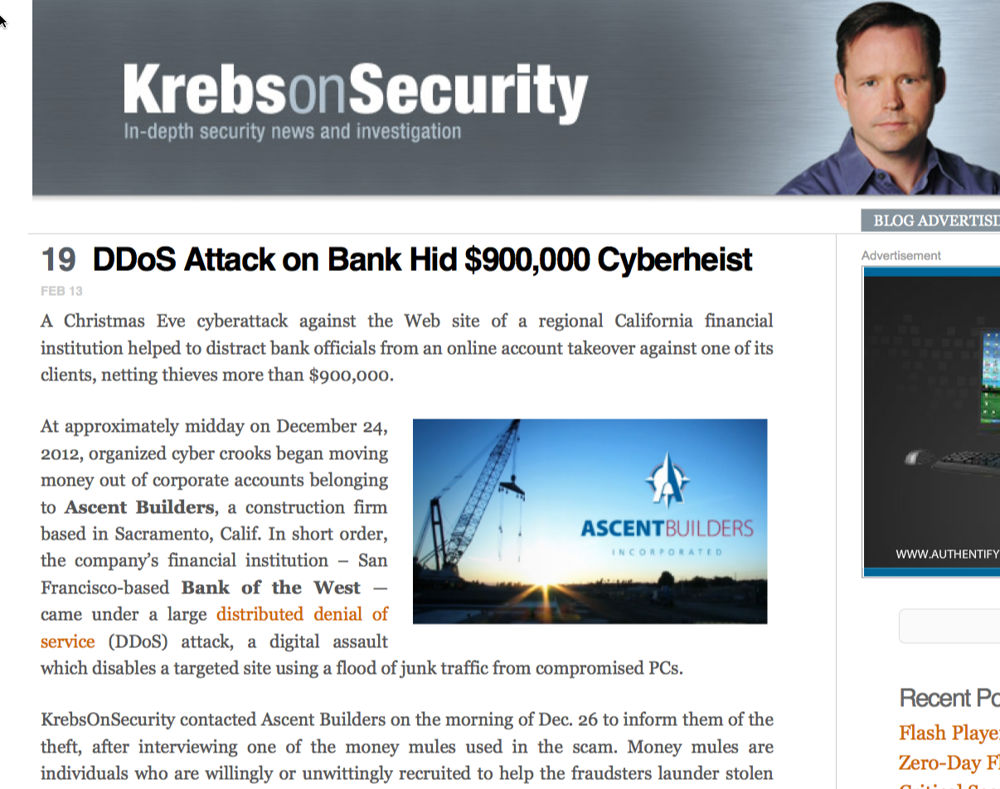 KrebsonSecurity
In-depth security news and investigation
BLOG ADVERTISI
19 DDoS Attack on Bank Hid $900,000 Cyberheist
FEB 13
A Christmas Eve cyberattack against the Web site of a regional California financial
institution helped to distract bank officials from an online account takeover against one of its
clients, netting thieves more than $900,000.
At approximately midday on December 24,
2012, organized cyber crooks began moving
money out of corporate accounts belonging
to Ascent Builders, a construction firm
based in Sacramento, Calif. In short order,
the company's financial institution – San
Francisco-based Bank of the West —
came under a large distributed denial of
service (DDoS) attack, a digital assault
which disables a targeted site using a flood of junk traffic from compromised PCs.
ASCENTBUILDERS
INCORPORATED
KrebsOnSecurity contacted Ascent Builders on the morning of Dec. 26 to inform them of the
theft, after interviewing one of the money mules used in the scam. Money mules are
individuals who are willingly or unwittingly recruited to help the fraudsters launder stolen
Advertisement
WWW.AUTHENTIFY
Recent Po
Flash Playe
Zero-Day Fl